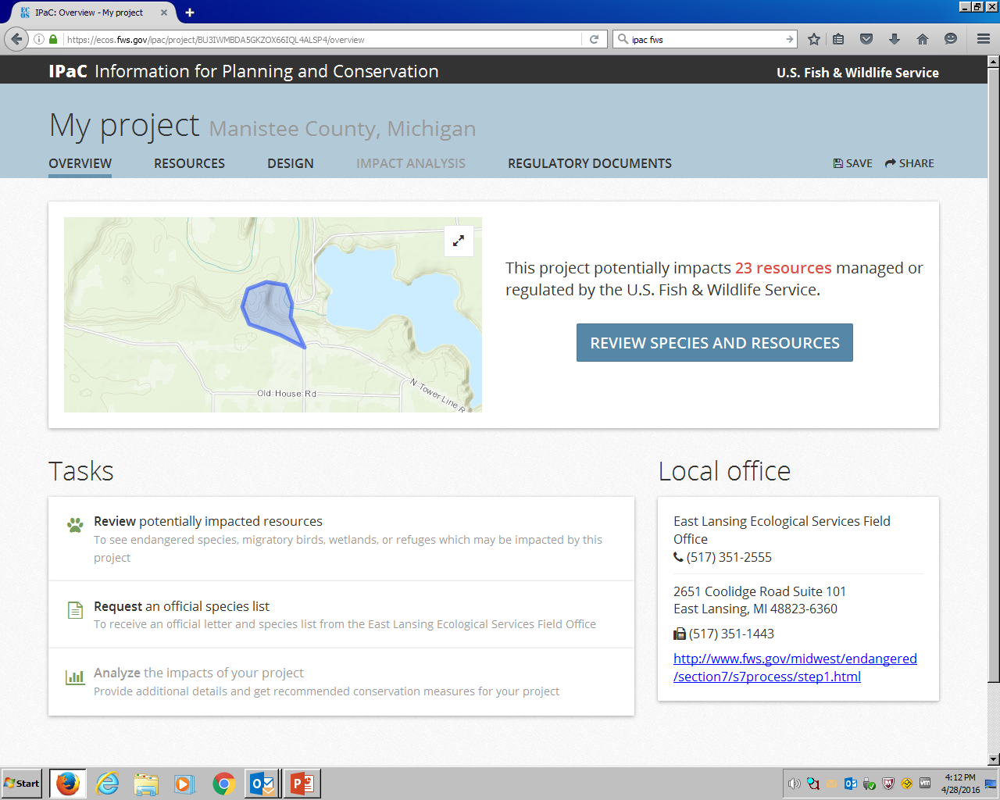 IPaC: Overview - My project
https://ecos.fws.gov/ipac/project/BU3IWMBDA5GKZOX66IQL4ALSP4/overview
ipac fws
IPaC Information for Planning and Conservation
U.S. Fish & Wildlife Service
My project Manistee County, Michigan
OVERVIEW
RESOURCES
DESIGN
IMPACT ANALYSIS
REGULATORY DOCUMENTS
SAVE
SHARE
Old House Rd
N Tower Line R
This project potentially impacts 23 resources managed or
regulated by the U.S. Fish & Wildlife Service.
REVIEW SPECIES AND RESOURCES
Tasks
Review potentially impacted resources
To see endangered species, migratory birds, wetlands, or refuges which may be impacted by this
project
Request an official species list
To receive an official letter and species list from the East Lansing Ecological Services Field Office
Analyze the impacts of your project
Provide additional details and get recommended conservation measures for your project
Local office
East Lansing Ecological Services Field
Office
(517) 351-2555
2651 Coolidge Road Suite 101
East Lansing, MI 48823-6360
(517) 351-1443
http://www.fws.gov/midwest/endangered
/section7/s7process/step1.html
Start
4:12 PM
4/28/2016